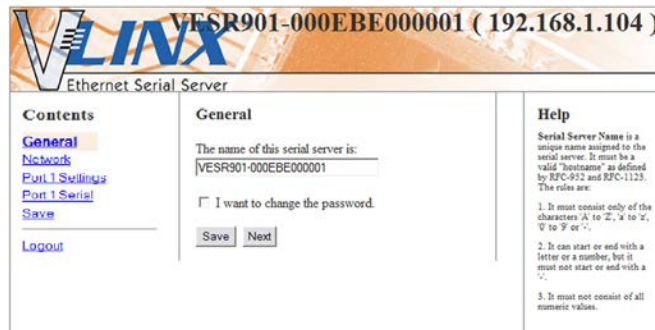 VESR901-000EBE000001 ( 192.168.1.104 )
VLINX
Ethernet Serial Server
Contents
General
Network
Port 1 Settings
Port 1 Serial
Save
Logout
General
The name of this serial server is:
VESR901-000EBE000001
I want to change the password.
Save Next
Help
Serial Server Name is a
unique name assigned to the
serial server. It must be a
valid "hostname" as defined
by RFC-952 and RFC-1123.
The rules are:
1. It must consist only of the
characters 'A' to 'Z', 'a' to 'z',
'0' to '9' or '-'.
2. It can start or end with a
letter or a number, but it
must not start or end with a
'-'.
3. It must not consist of all
numeric values.